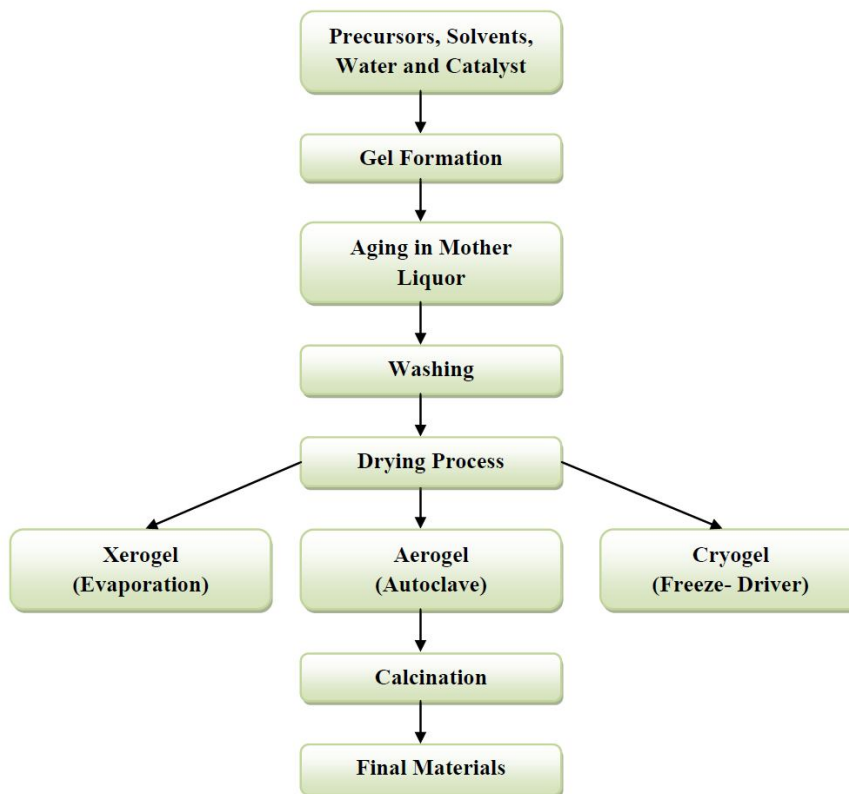 Precursors, Solvents,
Water and Catalyst
Gel Formation
Aging in Mother
Liquor
Washing
Drying Process
Xerogel
(Evaporation)
Aerogel
(Autoclave)
Cryogel
(Freeze- Driver)
Calcination
Final Materials